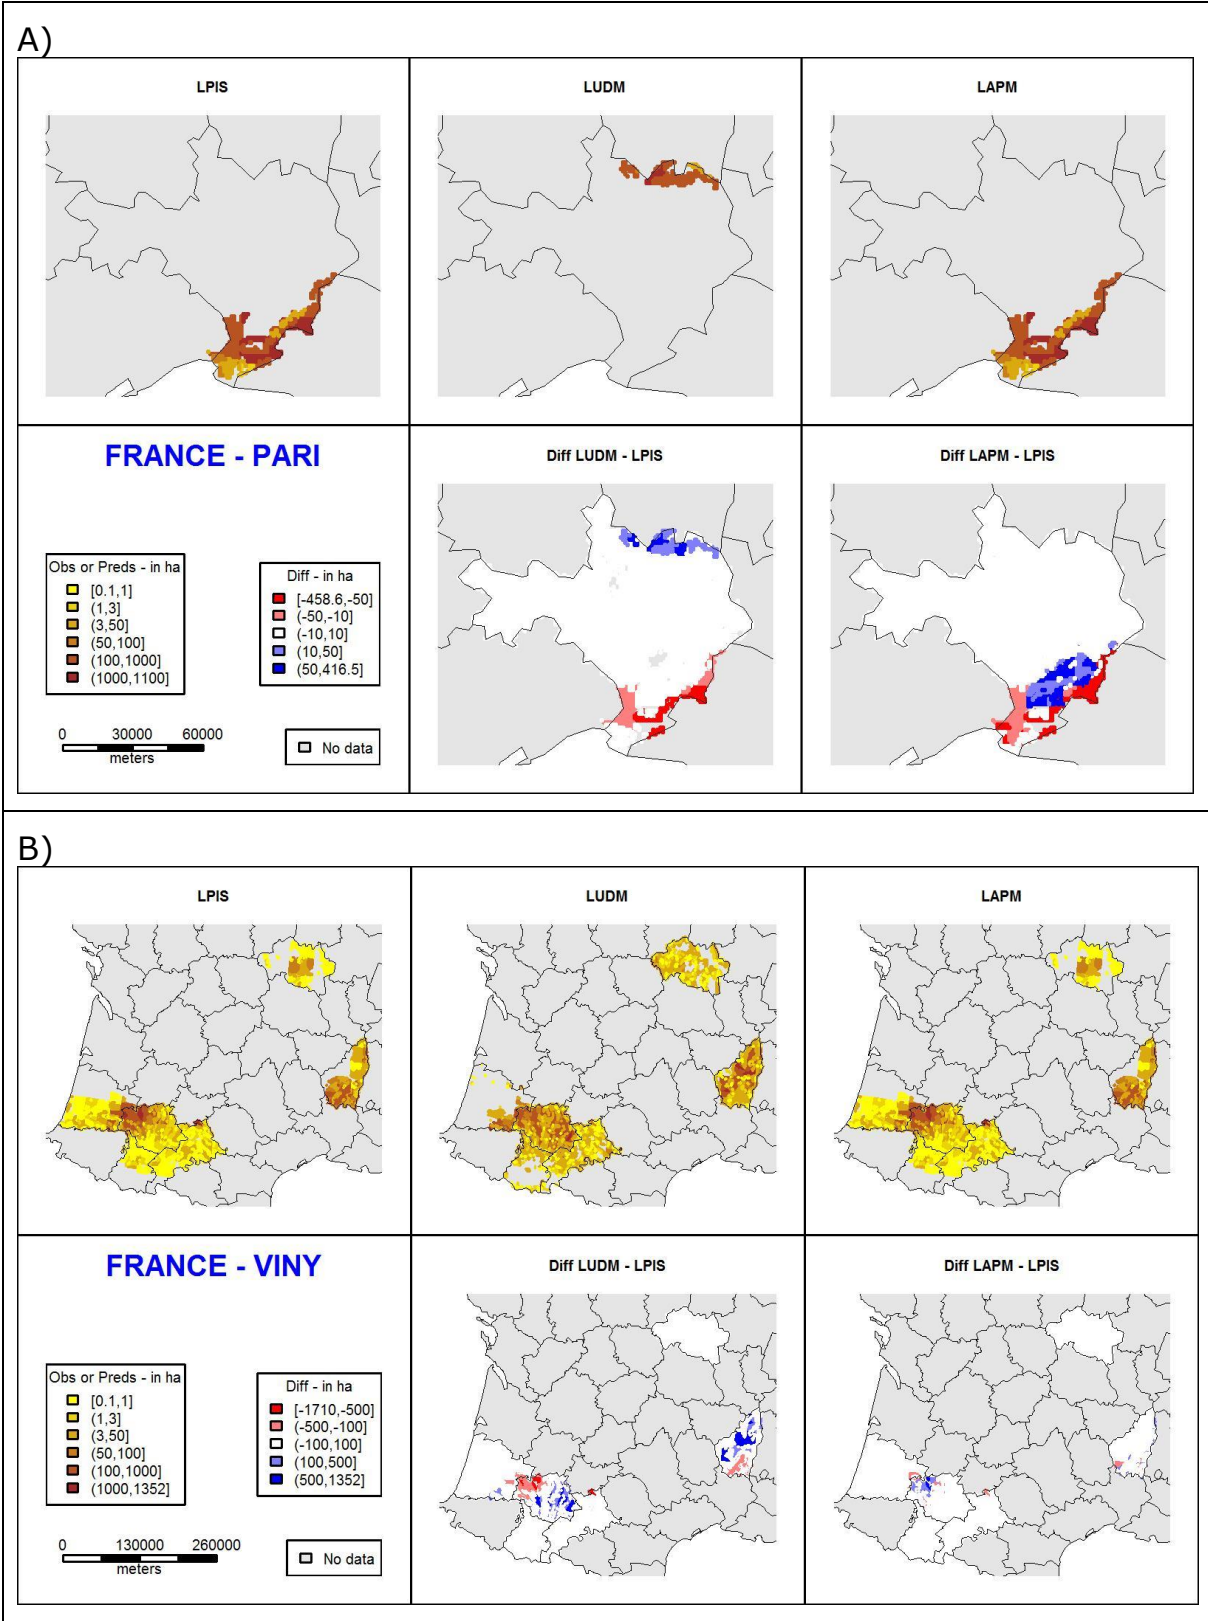 A)
LPIS
LUDM
LAPM
FRANCE - PARI
Diff LUDM - LPIS
Diff LAPM - LPIS
Obs or Preds - in ha
[0.1,1]
(1,3]
(3,50]
(50,100]
(100,1000]
(1000,1100]
Diff - in ha
[-458.6,-50]
(-50,-10]
(-10,10]
(10,50]
(50,416.5]
0 30000 60000
meters
No data
B)
LPIS
LUDM
LAPM
FRANCE - VINY
Diff LUDM - LPIS
Diff LAPM - LPIS
Obs or Preds - in ha
[0.1,1]
(1,3]
(3,50]
(50,100]
(100,1000]
(1000,1352]
Diff - in ha
[-1710,-500]
(-500,-100]
(-100,100]
(100,500]
(500,1352]
0 130000 260000
meters
No data